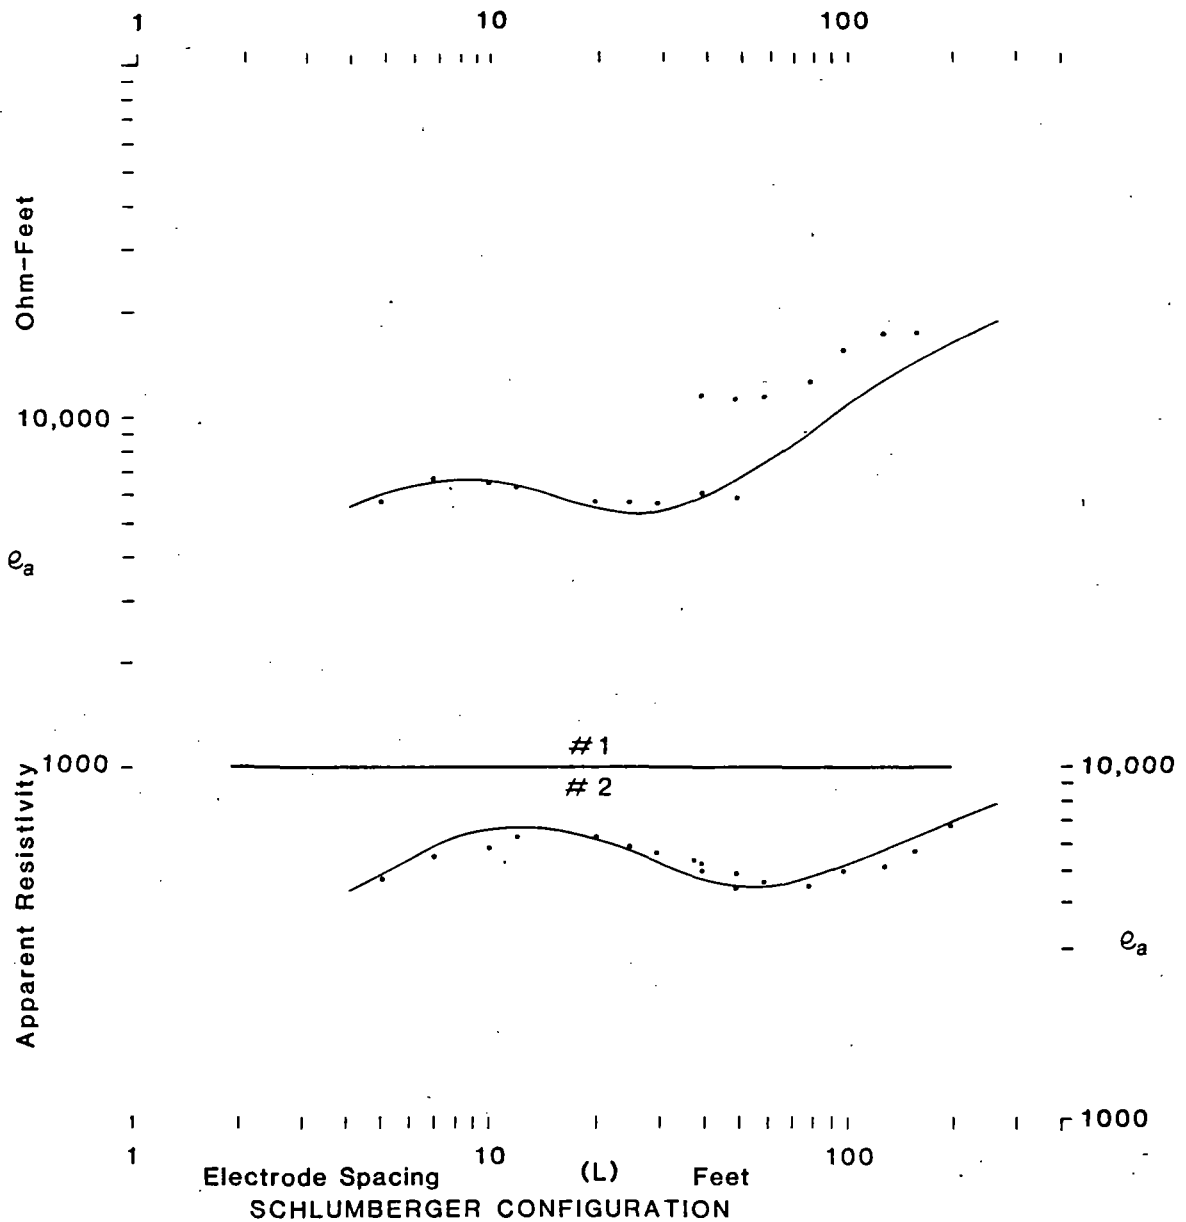 1 10 100
Ohm-Feet
10,000
ρa
1000
#1
#2
10,000
Apparent Resistivity
ρa
1000
1 10 100
Electrode Spacing (L) Feet
SCHLUMBERGER CONFIGURATION